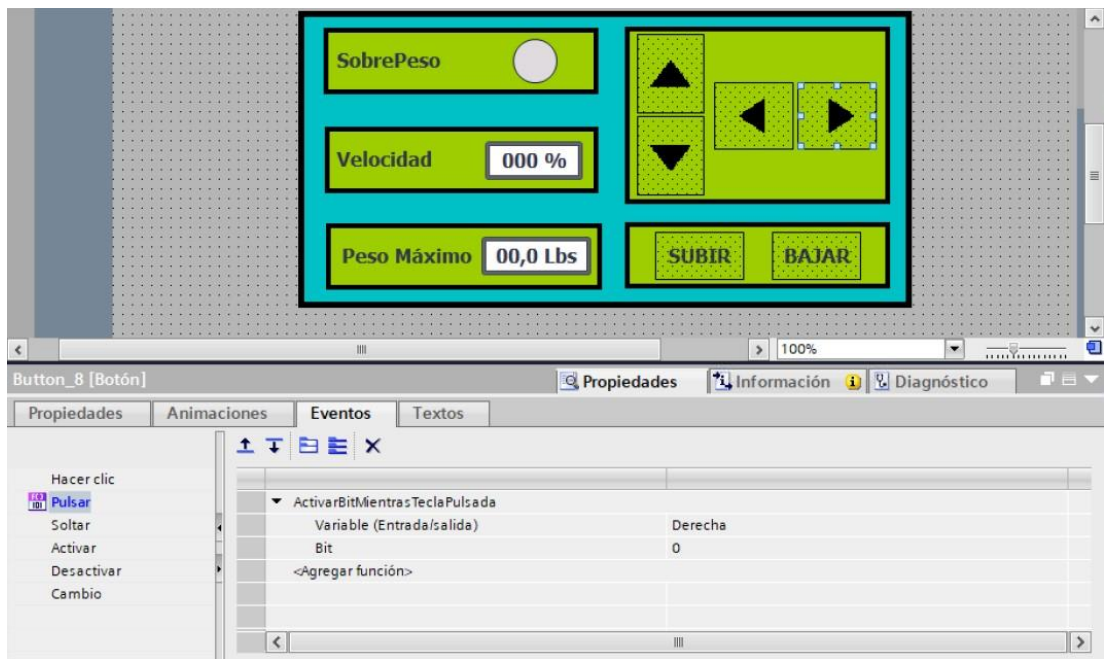 SobrePeso
Velocidad 000 %
Peso Máximo 00,0 Lbs
SUBIR BAJAR
100%
Button_8 [Botón]
Propiedades Información Diagnóstico
Propiedades Animaciones Eventos Textos
Hacer clic
Pulsar
Soltar
Activar
Desactivar
Cambio
ActivarBitMientrasTeclaPulsada
Variable (Entrada/salida) Derecha
Bit 0
<Agregar función>